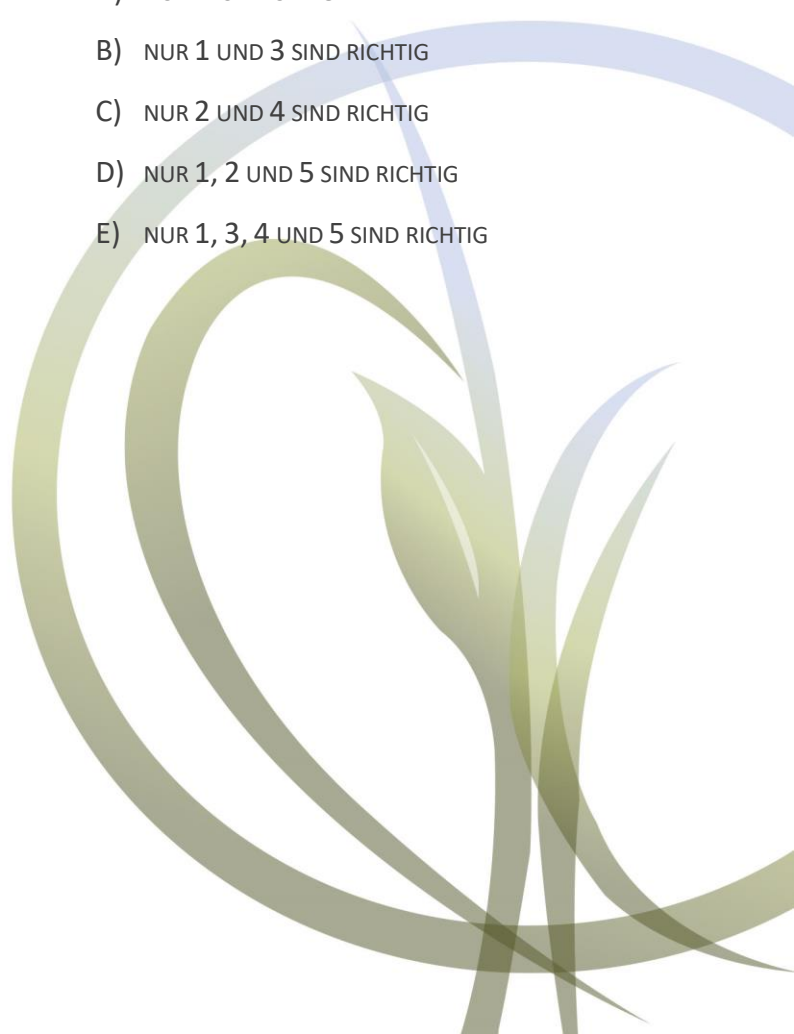 B) NUR 1 UND 3 SIND RICHTIG
C) NUR 2 UND 4 SIND RICHTIG
D) NUR 1, 2 UND 5 SIND RICHTIG
E) NUR 1, 3, 4 UND 5 SIND RICHTIG